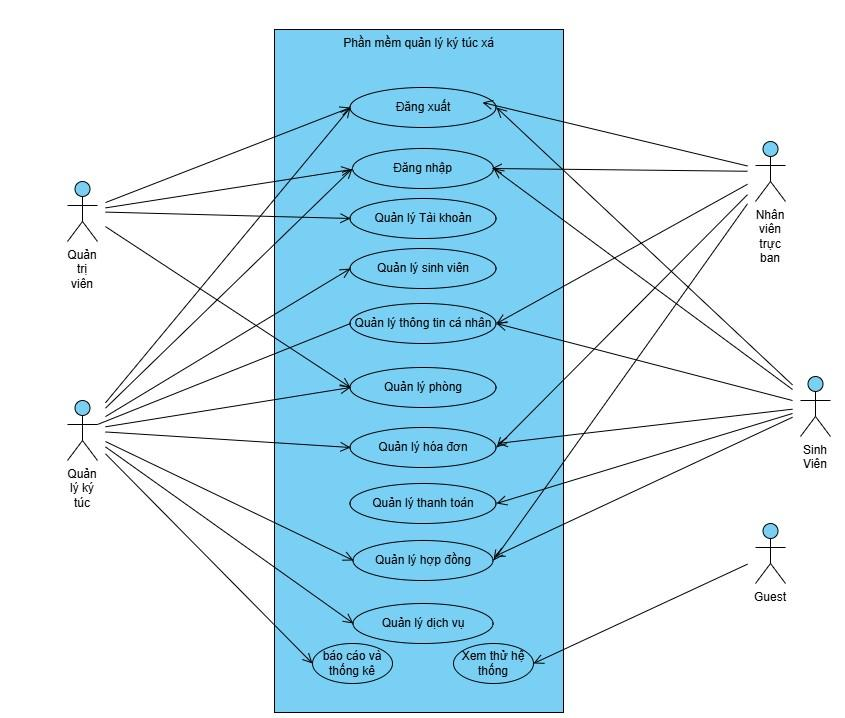 Phần mềm quản lý ký túc xá
Đăng xuất
Đăng nhập
Quản lý Tài khoản
Quản lý sinh viên
Quản lý thông tin cá nhân
Quản lý phòng
Quản lý hóa đơn
Quản lý thanh toán
Quản lý hợp đồng
Quản lý dịch vụ
báo cáo và
thống kê
Xem thử hệ
thống
Quản
trị
viên
Quản
lý ký
túc
Nhân
viên
trực
ban
Sinh
Viên
Guest